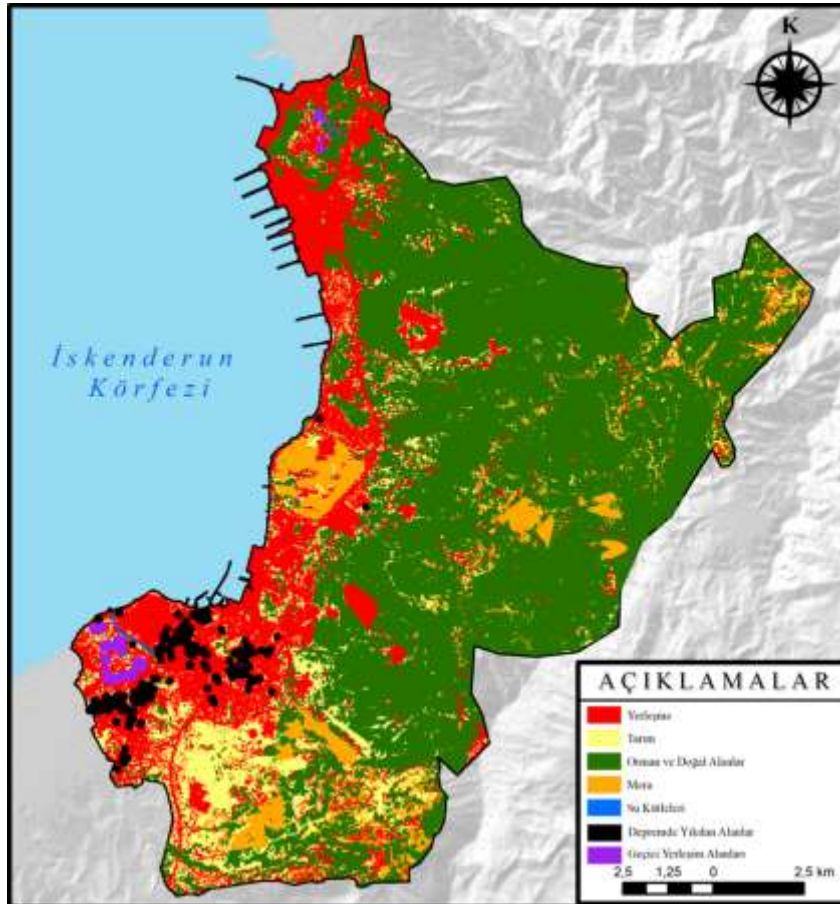 K
İskenderun
Körfezi
AÇIKLAMALAR
Yerleşme
Tarım
Orman ve Doğal Alanlar
Mera
Su Kütleleri
Depremde Yıkılan Alanlar
Geçici Yerleşim Alanları
2,5 1,25 0 2,5 km